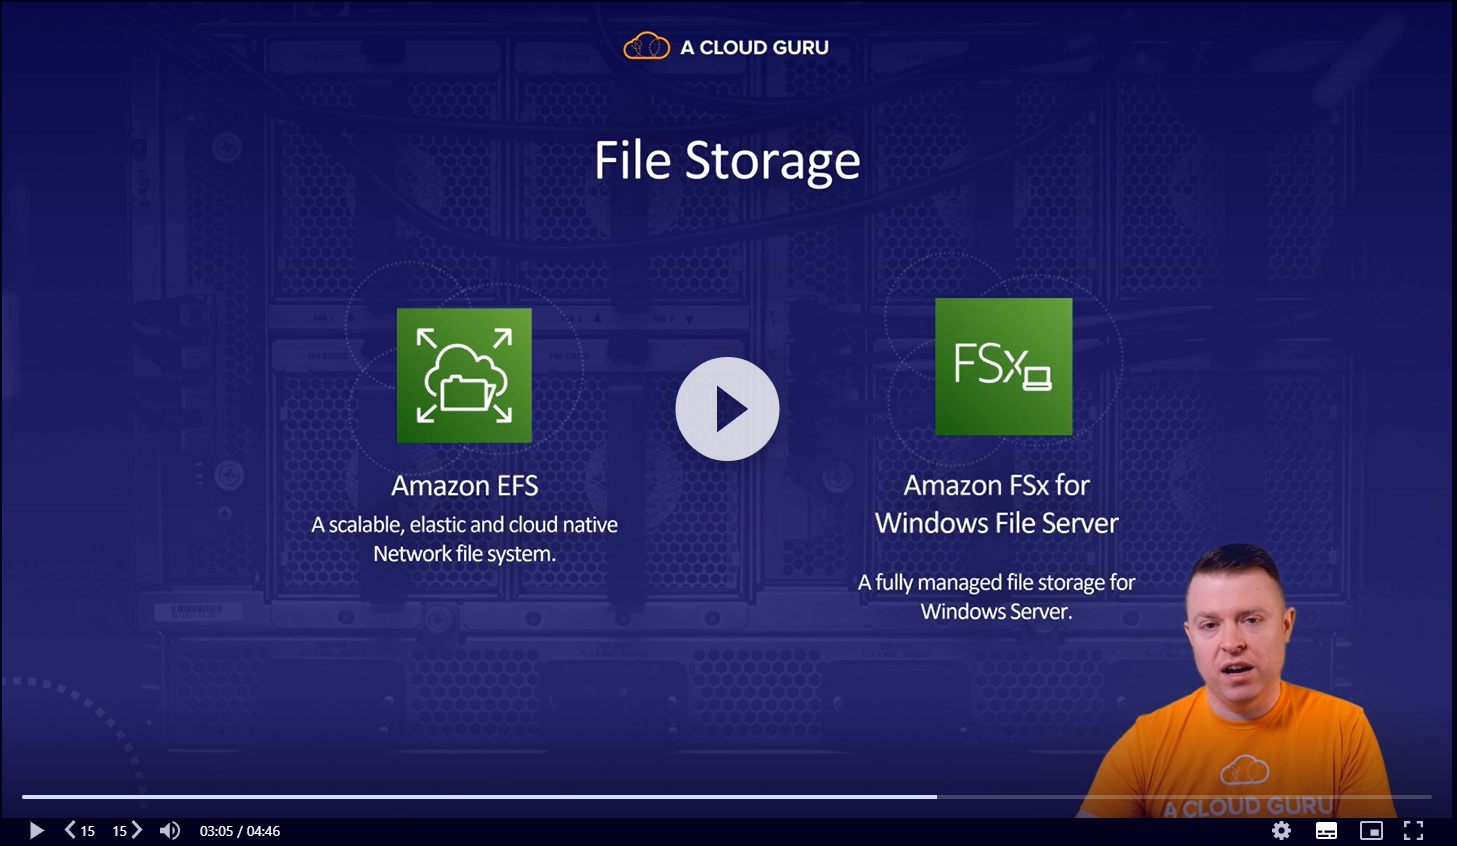 A CLOUD GURU
File Storage
FSx
Amazon EFS
A scalable, elastic and cloud native
Network file system.
Amazon FSx for
Windows File Server
A fully managed file storage for
Windows Server.
A CLOUD GURU
15 15 03:05 / 04:46